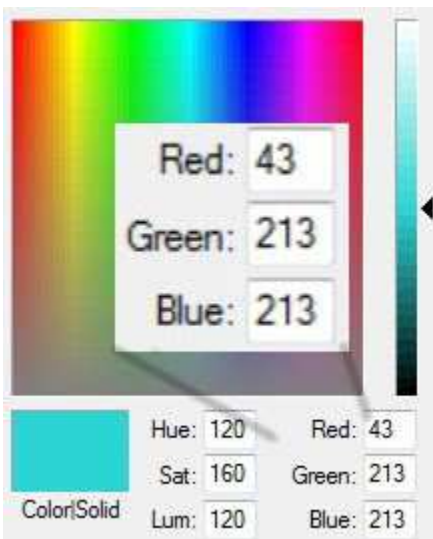 Red: 43
Green: 213
Blue: 213
Hue: 120 Red: 43
Sat: 160 Green: 213
Color|Solid Lum: 120 Blue: 213